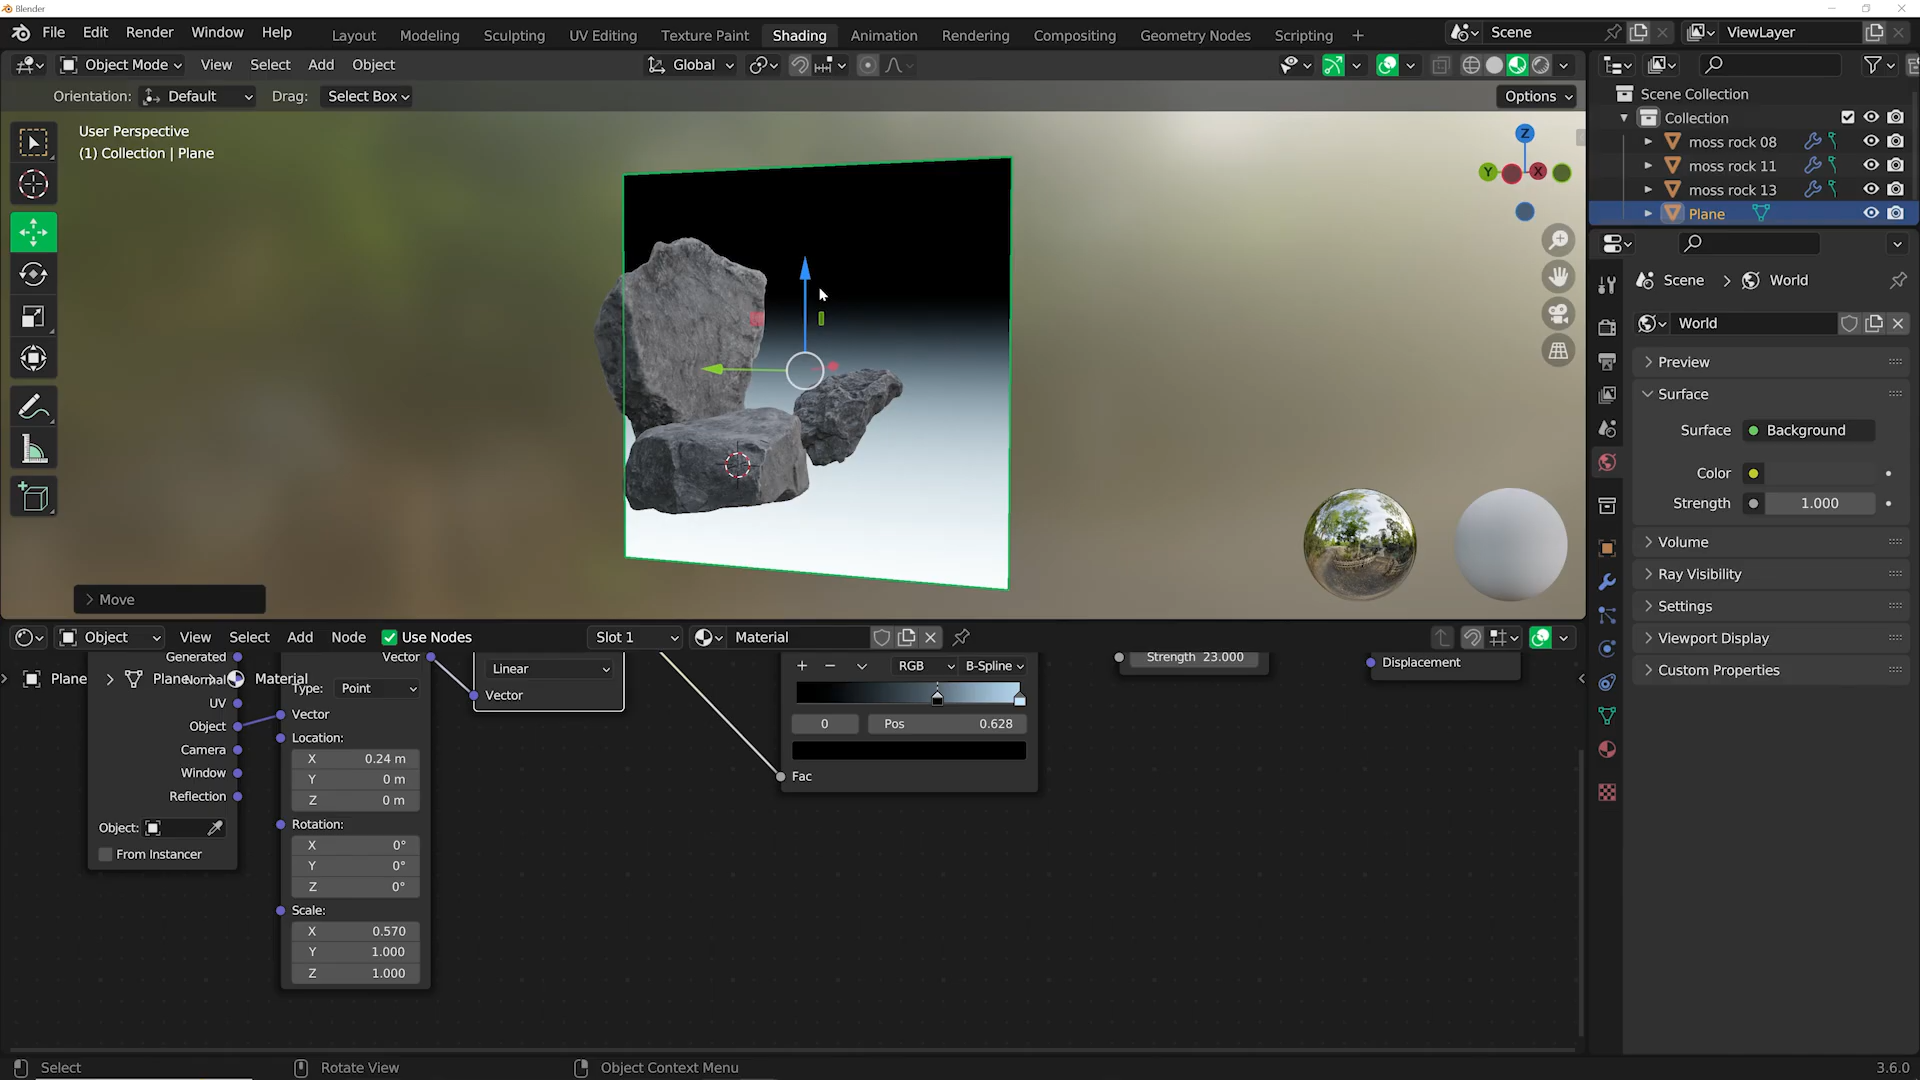 Blender
File Edit Render Window Help Layout Modeling Sculpting UV Editing Texture Paint Shading Animation Rendering Compositing Geometry Nodes Scripting + Scene ViewLayer
Object Mode View Select Add Object Global
Orientation: Default Drag: Select Box Options
User Perspective
(1) Collection | Plane
Z
Y
X
Move
Scene Collection
Collection
moss rock 08
moss rock 11
moss rock 13
Plane
Scene > World
World
Preview
Surface
Surface Background
Color
Strength 1.000
Volume
Ray Visibility
Settings
Viewport Display
Custom Properties
Object View Select Add Node Use Nodes Slot 1 Material
Plane > Plane > Material
Generated
Normal
UV
Object
Camera
Window
Reflection
Object:
From Instancer
Vector
Type: Point
Vector
Location:
X 0.24 m
Y 0 m
Z 0 m
Rotation:
X 0°
Y 0°
Z 0°
Scale:
X 0.570
Y 1.000
Z 1.000
Linear
Vector
RGB B-Spline
0 Pos 0.628
Fac
Strength 23.000
Displacement
Select Rotate View Object Context Menu 3.6.0